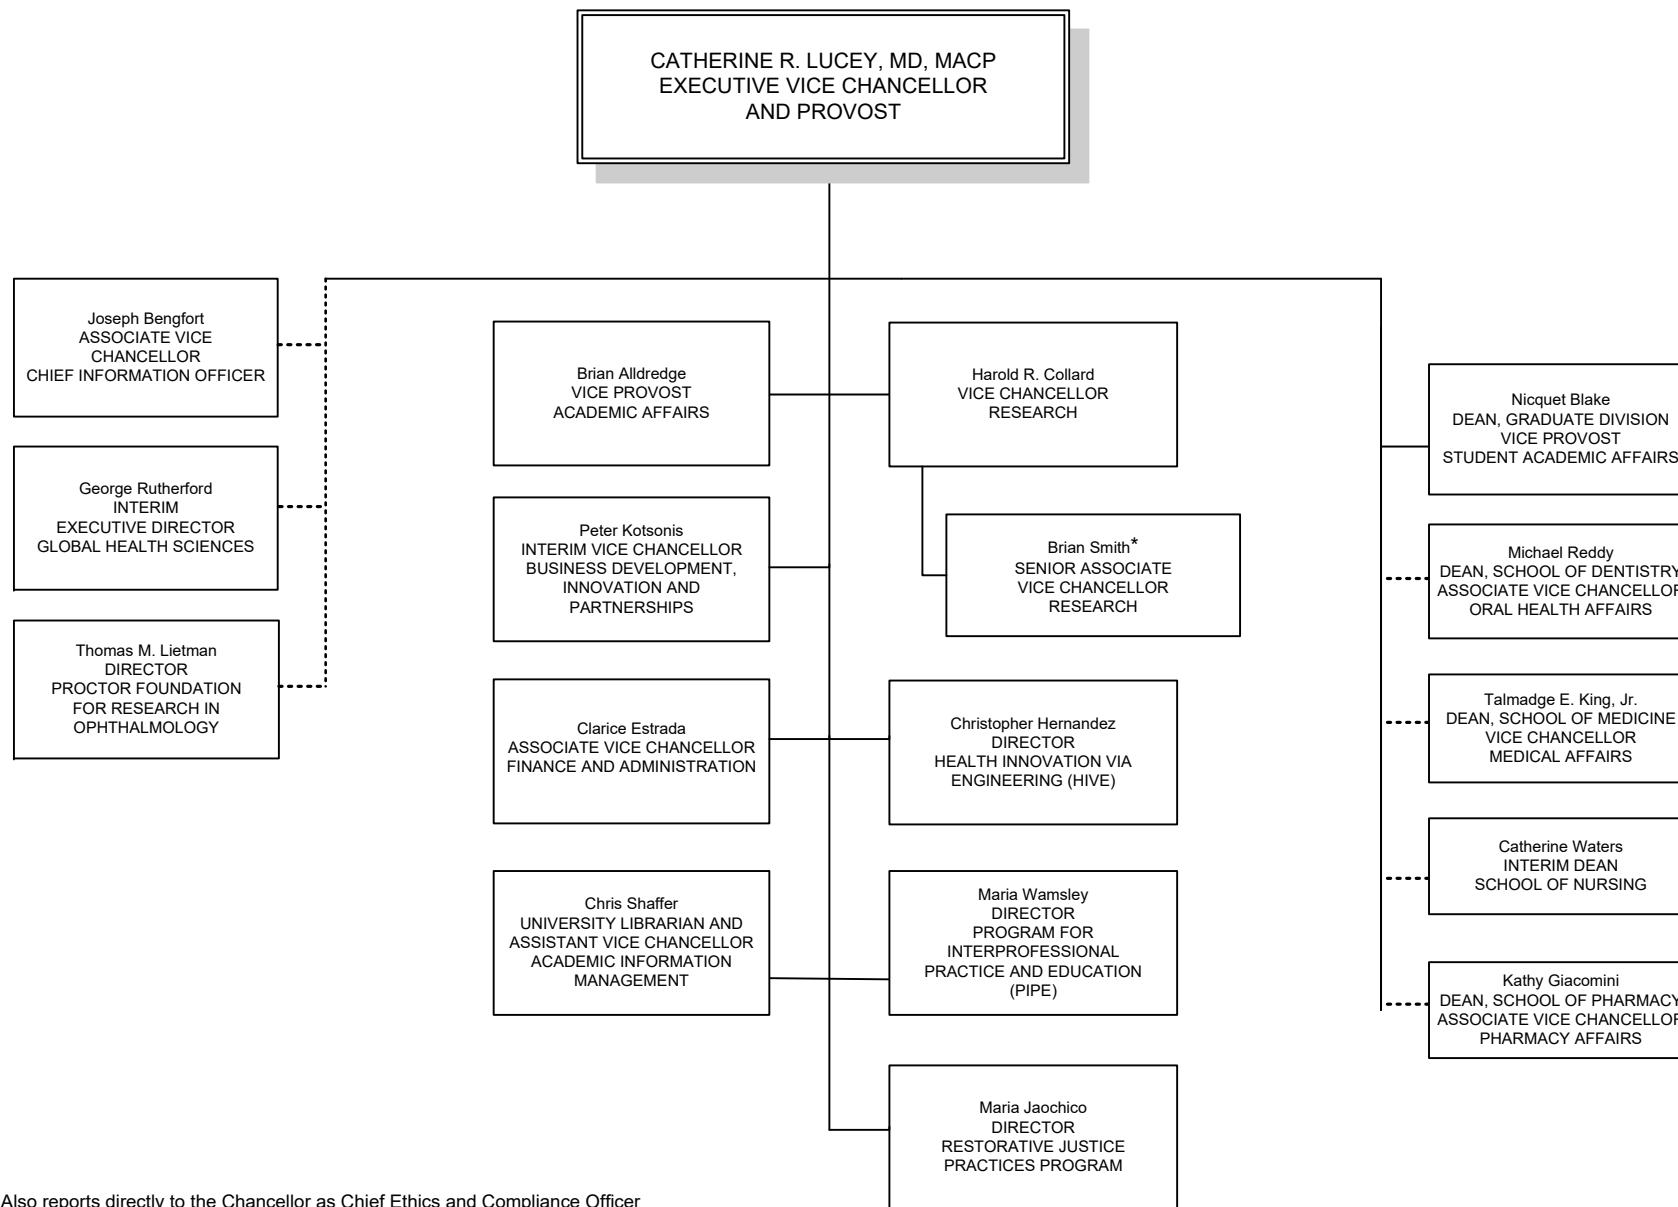 CATHERINE R. LUCEY, MD, MACP
EXECUTIVE VICE CHANCELLOR
AND PROVOST
Joseph Bengfort
ASSOCIATE VICE
CHANCELLOR
CHIEF INFORMATION OFFICER
George Rutherford
INTERIM
EXECUTIVE DIRECTOR
GLOBAL HEALTH SCIENCES
Thomas M. Lietman
DIRECTOR
PROCTOR FOUNDATION
FOR RESEARCH IN
OPHTHALMOLOGY
Brian Alldredge
VICE PROVOST
ACADEMIC AFFAIRS
Peter Kotsonis
INTERIM VICE CHANCELLOR
BUSINESS DEVELOPMENT,
INNOVATION AND
PARTNERSHIPS
Clarice Estrada
ASSOCIATE VICE CHANCELLOR
FINANCE AND ADMINISTRATION
Chris Shaffer
UNIVERSITY LIBRARIAN AND
ASSISTANT VICE CHANCELLOR
ACADEMIC INFORMATION
MANAGEMENT
Harold R. Collard
VICE CHANCELLOR
RESEARCH
Brian Smith*
SENIOR ASSOCIATE
VICE CHANCELLOR
RESEARCH
Christopher Hernandez
DIRECTOR
HEALTH INNOVATION VIA
ENGINEERING (HIVE)
Maria Wamsley
DIRECTOR
PROGRAM FOR
INTERPROFESSIONAL
PRACTICE AND EDUCATION
(PIPE)
Maria Jaochico
DIRECTOR
RESTORATIVE JUSTICE
PRACTICES PROGRAM
Nicquet Blake
DEAN, GRADUATE DIVISION
VICE PROVOST
STUDENT ACADEMIC AFFAIRS
Michael Reddy
DEAN, SCHOOL OF DENTISTRY
ASSOCIATE VICE CHANCELLOR
ORAL HEALTH AFFAIRS
Talmadge E. King, Jr.
DEAN, SCHOOL OF MEDICINE
VICE CHANCELLOR
MEDICAL AFFAIRS
Catherine Waters
INTERIM DEAN
SCHOOL OF NURSING
Kathy Giacomini
DEAN, SCHOOL OF PHARMACY
ASSOCIATE VICE CHANCELLOR
PHARMACY AFFAIRS
Also reports directly to the Chancellor as Chief Ethics and Compliance Officer